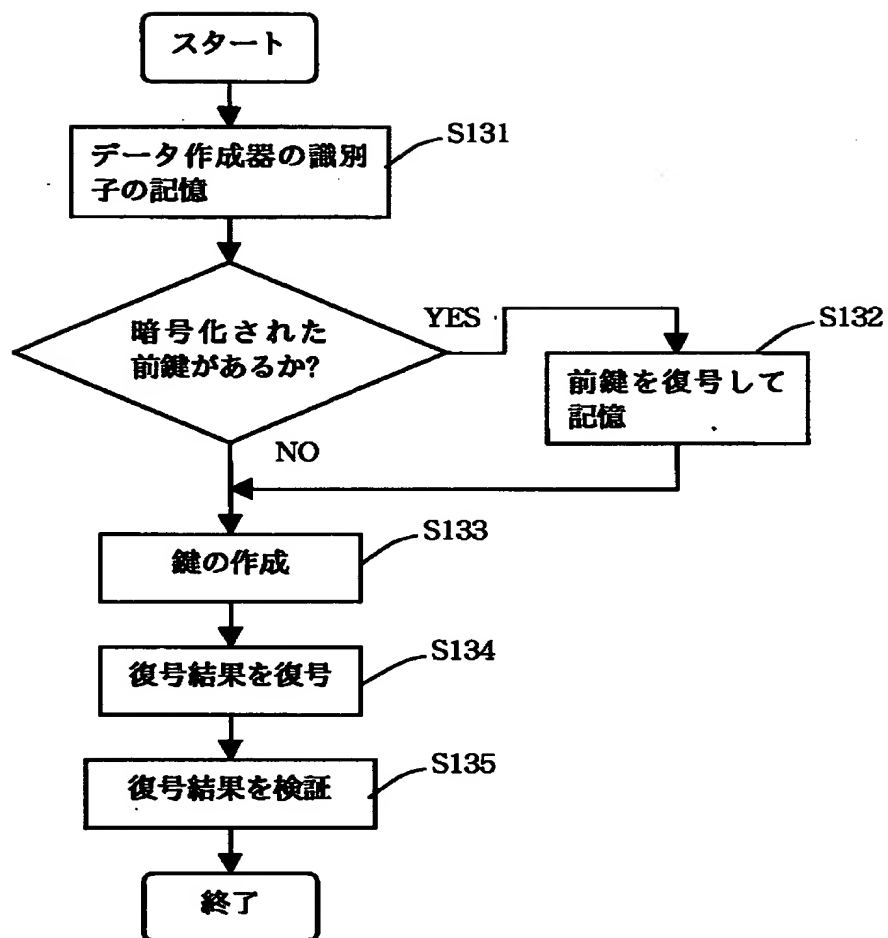 スタート
S131
データ作成器の識別
子の記憶
暗号化された
前鍵があるか?
YES
S132
前鍵を復号して
記憶
NO
S133
鍵の作成
S134
復号結果を復号
S135
復号結果を検証
終了